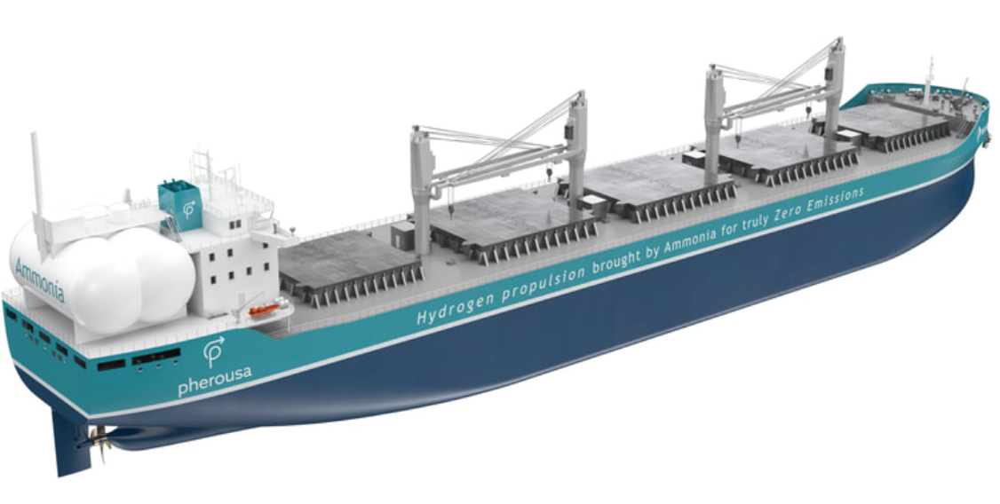 Ammonia
Hydrogen propulsion brought by Ammonia for truly Zero Emissions
pherousa